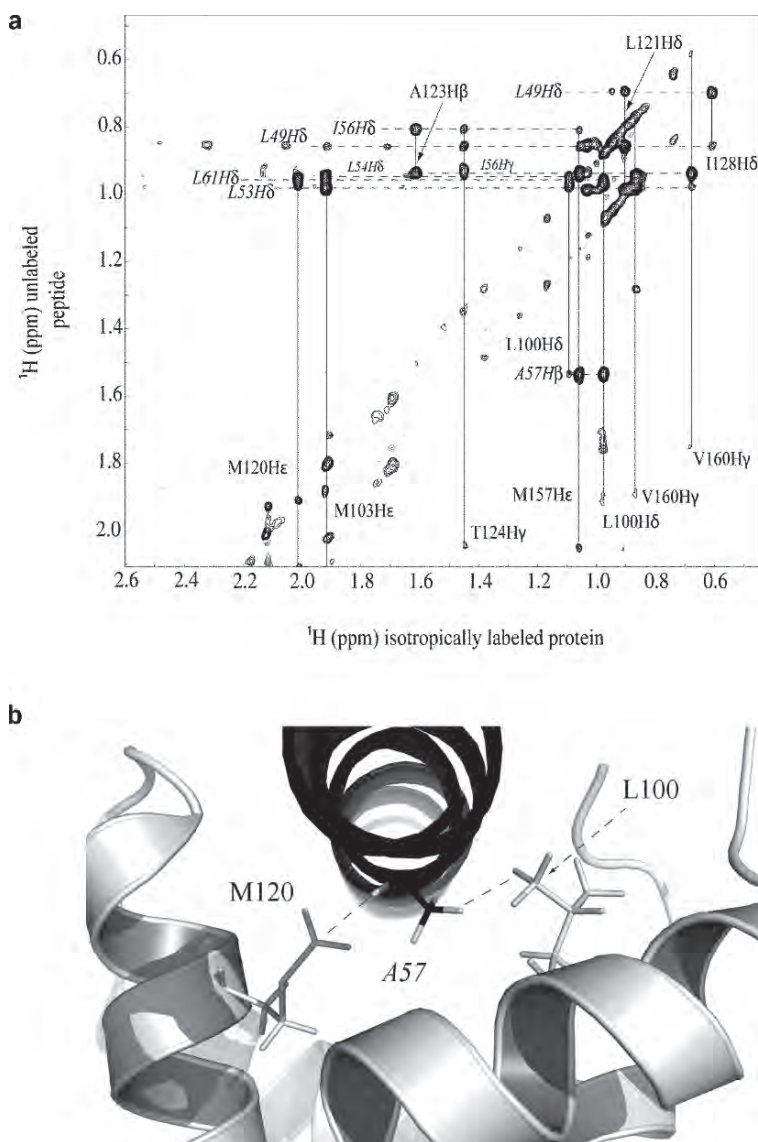 a
0.6
0.8
1.0
1.2
1.4
1.6
1.8
2.0
¹H (ppm) unlabeled
peptide
L121Hδ
A123Hβ
L49Hδ
I56Hδ
L49Hδ
I128Hδ
L54Hδ
I56Hγ
L61Hδ
L53Hδ
L100Hδ
A57Hβ
M120Hε
V160Hγ
M157Hε
V160Hγ
M103Hε
L100Hδ
T124Hγ
2.6 2.4 2.2 2.0 1.8 1.6 1.4 1.2 1.0 0.8 0.6
¹H (ppm) isotropically labeled protein
b
L100
M120
A57